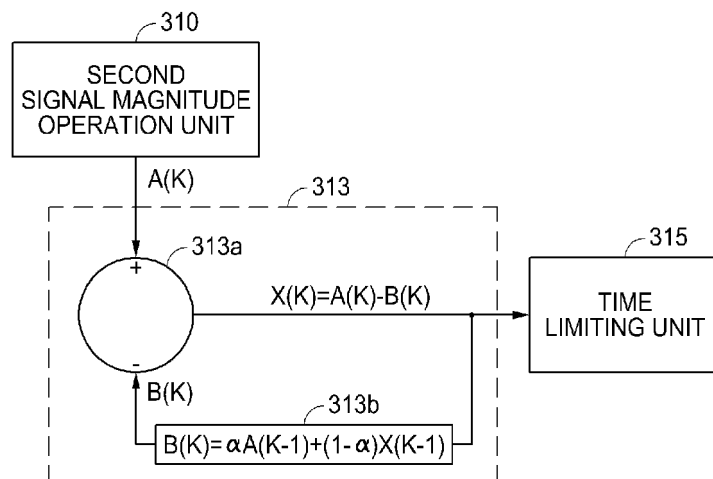 310
SECOND
SIGNAL MAGNITUDE
OPERATION UNIT
A(K)
313
313a
+
X(K)=A(K)-B(K)
315
TIME
LIMITING UNIT
-
B(K)
313b
B(K)=αA(K-1)+(1-α)X(K-1)